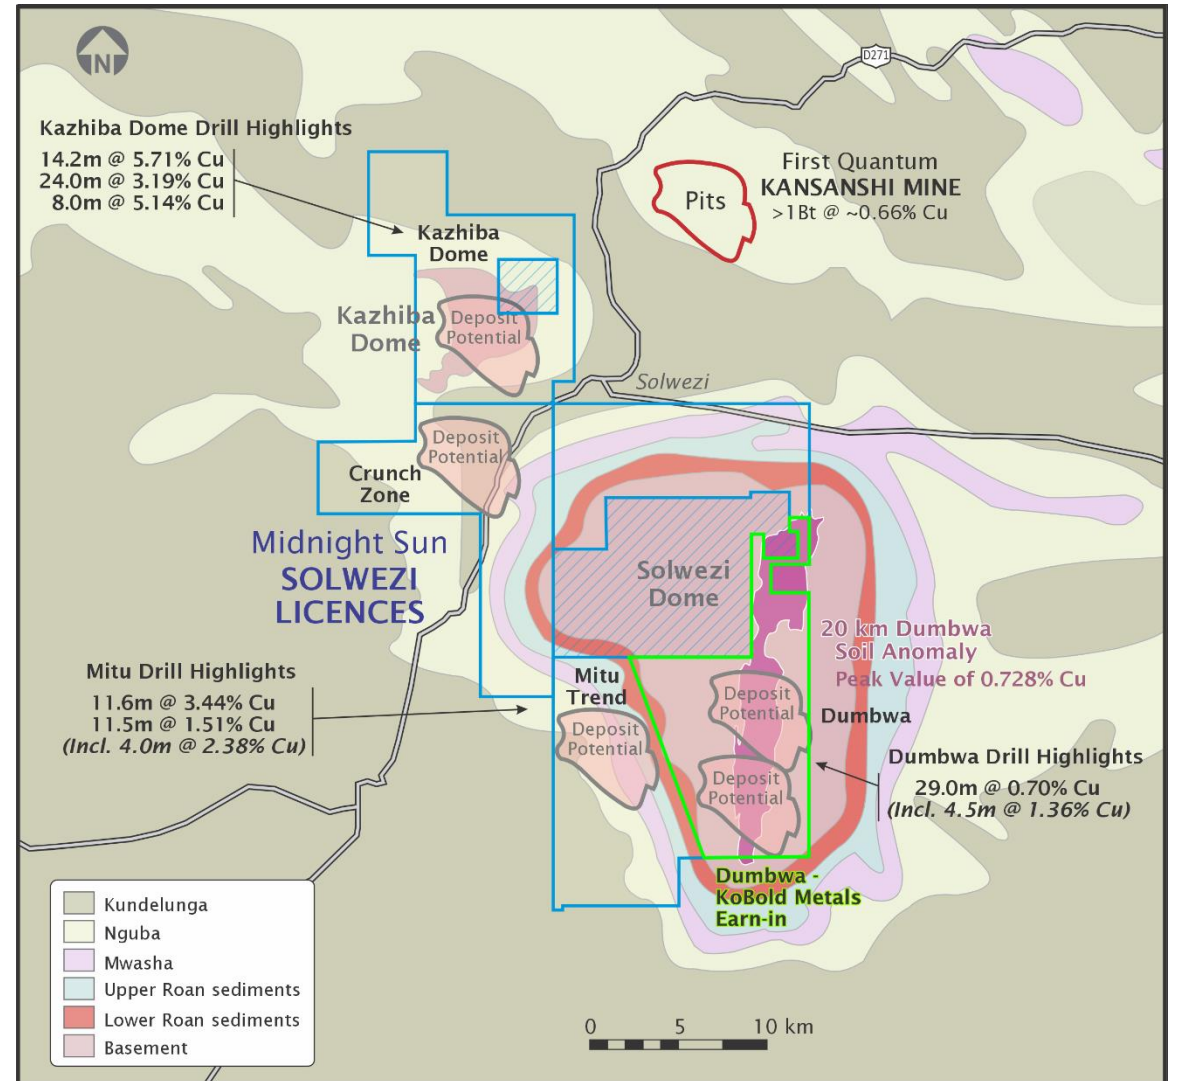 N
D271
Kazhiba Dome Drill Highlights
14.2m @ 5.71% Cu
24.0m @ 3.19% Cu
8.0m @ 5.14% Cu
First Quantum
KANSANSHI MINE
>1Bt @ ~0.66% Cu
Pits
Kazhiba
Dome
Kazhiba
Dome
Deposit
Potential
Solwezi
Deposit
Potential
Crunch
Zone
Midnight Sun
SOLWEZI
LICENCES
Solwezi
Dome
20 km Dumbwa
Soil Anomaly
Peak Value of 0.728% Cu
Mitu Drill Highlights
11.6m @ 3.44% Cu
11.5m @ 1.51% Cu
(Incl. 4.0m @ 2.38% Cu)
Mitu
Trend
Deposit
Potential
Deposit
Potential
Dumbwa
Deposit
Potential
Dumbwa Drill Highlights
29.0m @ 0.70% Cu
(Incl. 4.5m @ 1.36% Cu)
Dumbwa -
KoBold Metals
Earn-in
Kundelunga
Nguba
Mwasha
Upper Roan sediments
Lower Roan sediments
Basement
0 5 10 km